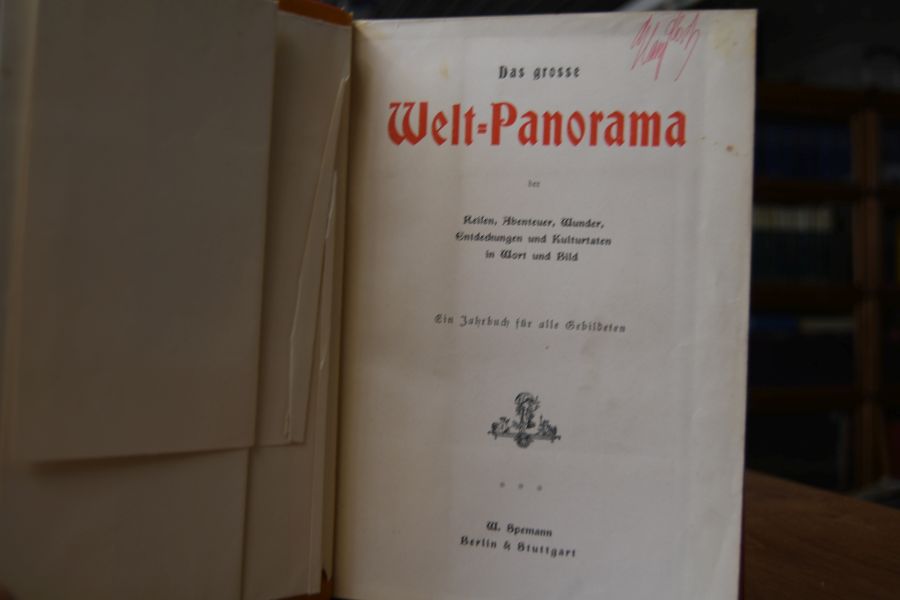 Das grosse
Welt-Panorama
der
Reisen, Abenteuer, Wunder,
Entdeckungen und Kulturtaten
in Wort und Bild
Ein Jahrbuch für alle Gebildeten
W. Spemann
Berlin & Stuttgart